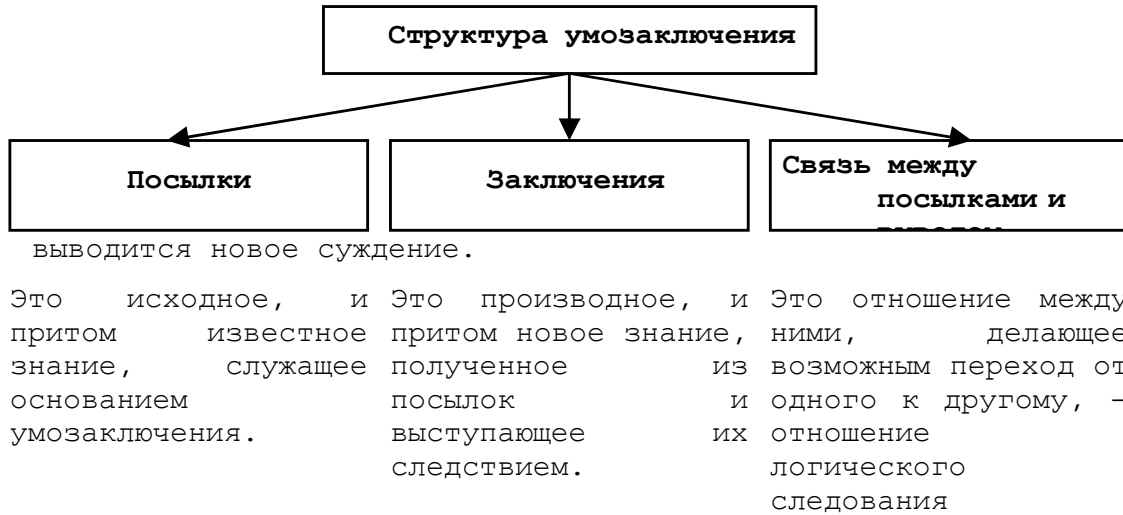 Структура умозаключения
Посылки
Заключения
Связь между
посылками и
выводится новое суждение.
Это исходное, и
притом известное
знание, служащее
основанием
умозаключения.
Это производное, и
притом новое знание,
полученное из
посылок и
выступающее их
следствием.
Это отношение между
ними, делающее
возможным переход от
одного к другому, -
отношение
логического
следования